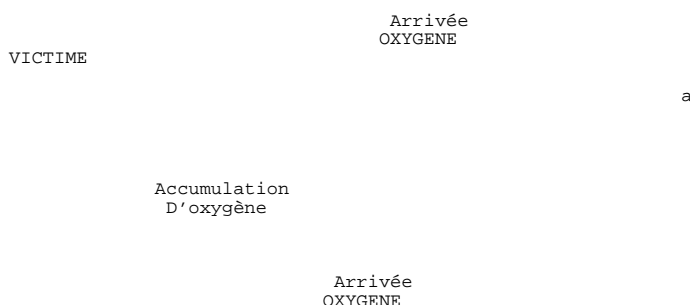 Arrivée
OXYGENE
VICTIME
a
Accumulation
D'oxygène
Arrivée
OXYGENE